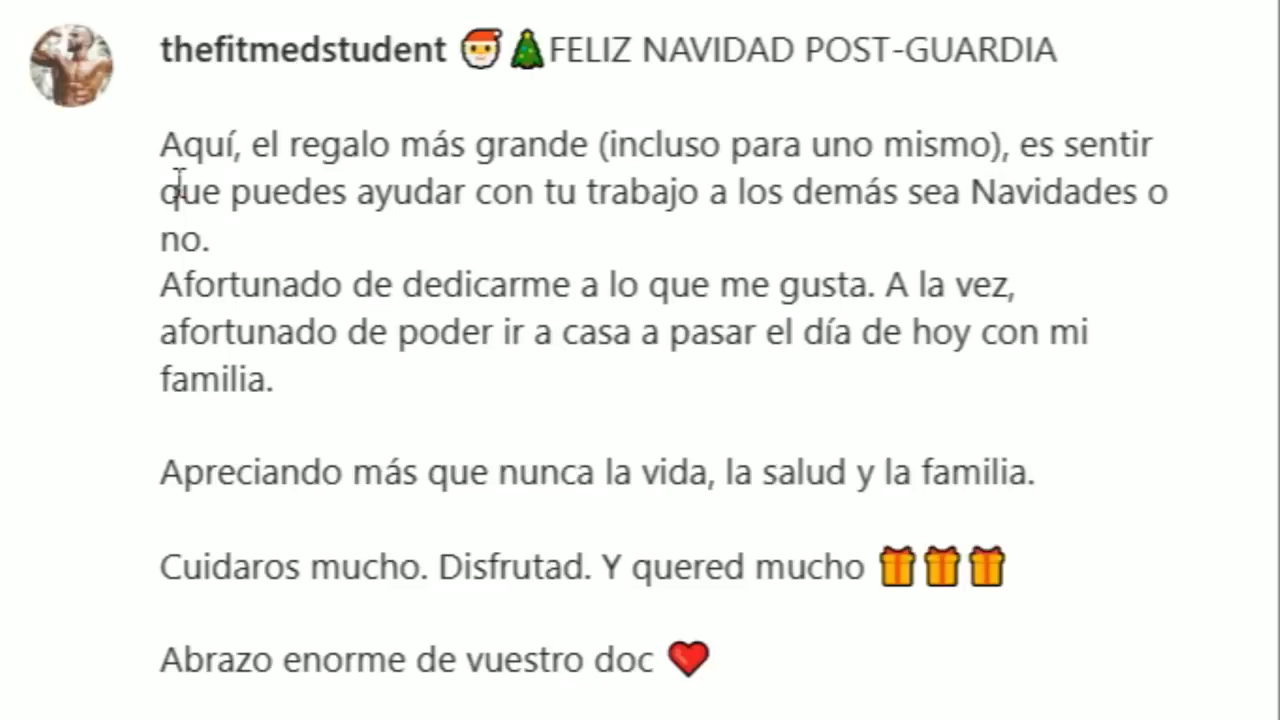 thefitmedstudent 🎅🎄FELIZ NAVIDAD POST-GUARDIA
Aquí, el regalo más grande (incluso para uno mismo), es sentir
que puedes ayudar con tu trabajo a los demás sea Navidades o
no.
Afortunado de dedicarme a lo que me gusta. A la vez,
afortunado de poder ir a casa a pasar el día de hoy con mi
familia.
Apreciando más que nunca la vida, la salud y la familia.
Cuidaros mucho. Disfrutad. Y quered mucho 🎁🎁🎁
Abrazo enorme de vuestro doc ❤️